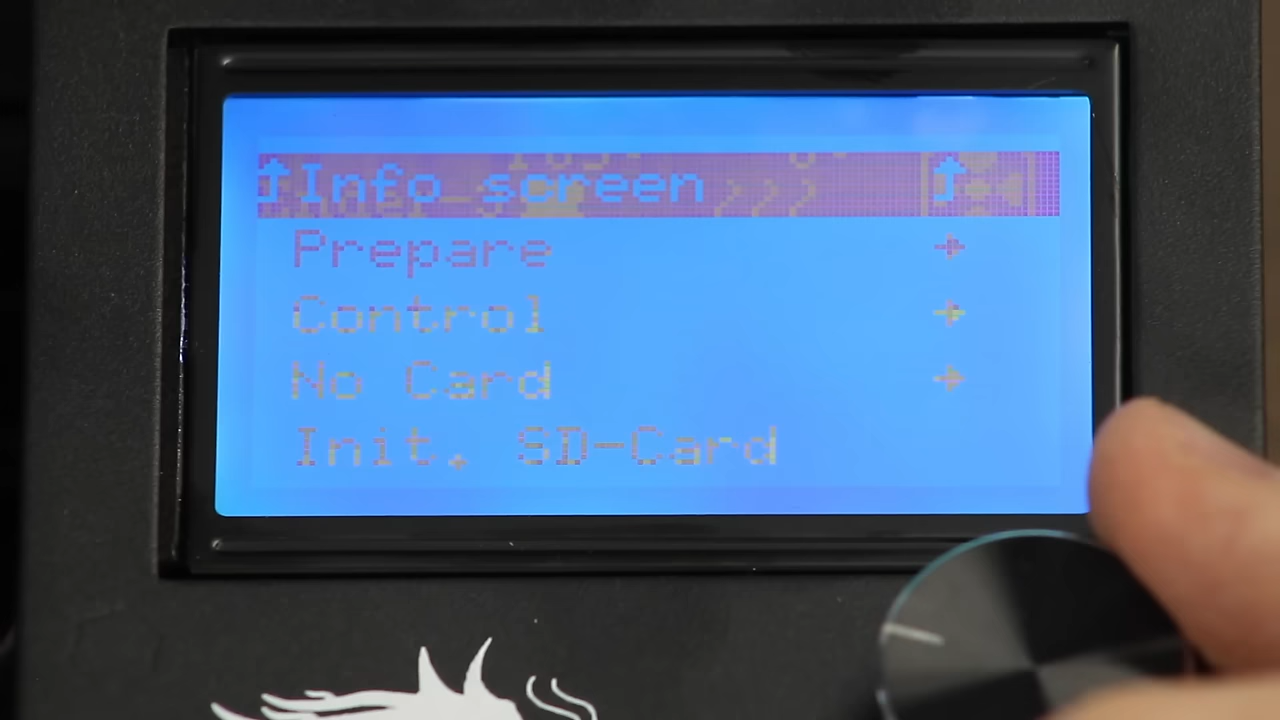 Info screen
Prepare
Control
No Card
Init. SD-Card